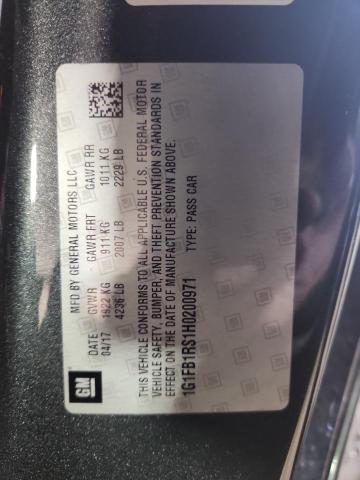 GM
MFD BY GENERAL MOTORS LLC
DATE GVWR GAWR FRT GAWR RR
04/17 1922 KG 911 KG 1011 KG
4236 LB 2007 LB 2229 LB
THIS VEHICLE CONFORMS TO ALL APPLICABLE U.S. FEDERAL MOTOR
VEHICLE SAFETY, BUMPER, AND THEFT PREVENTION STANDARDS IN
EFFECT ON THE DATE OF MANUFACTURE SHOWN ABOVE.
1G1FB1RS1H0200971 TYPE: PASS CAR